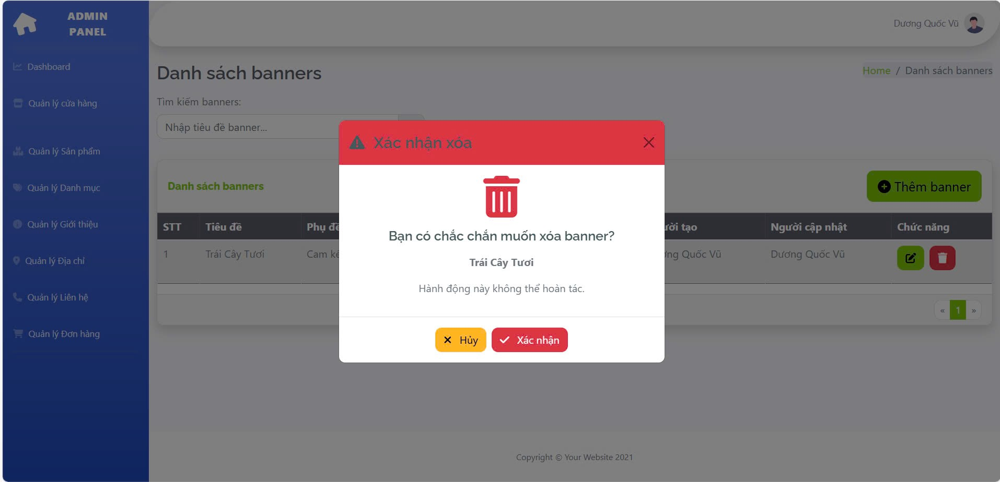 ADMIN
PANEL
Dương Quốc Vũ
Dashboard
Quản lý cửa hàng
Quản lý Sản phẩm
Quản lý Danh mục
Quản lý Giới thiệu
Quản lý Địa chỉ
Quản lý Liên hệ
Quản lý Đơn hàng
Danh sách banners
Home / Danh sách banners
Tìm kiếm banners:
Nhập tiêu đề banner...
Xác nhận xóa
Bạn có chắc chắn muốn xóa banner?
Trái Cây Tươi
Hành động này không thể hoàn tác.
Hủy
Xác nhận
Danh sách banners
Thêm banner
STT Tiêu đề Phụ đề tạo Người cập nhật Chức năng
1 Trái Cây Tươi Cam Quốc Vũ Dương Quốc Vũ
« 1 »
Copyright © Your Website 2021